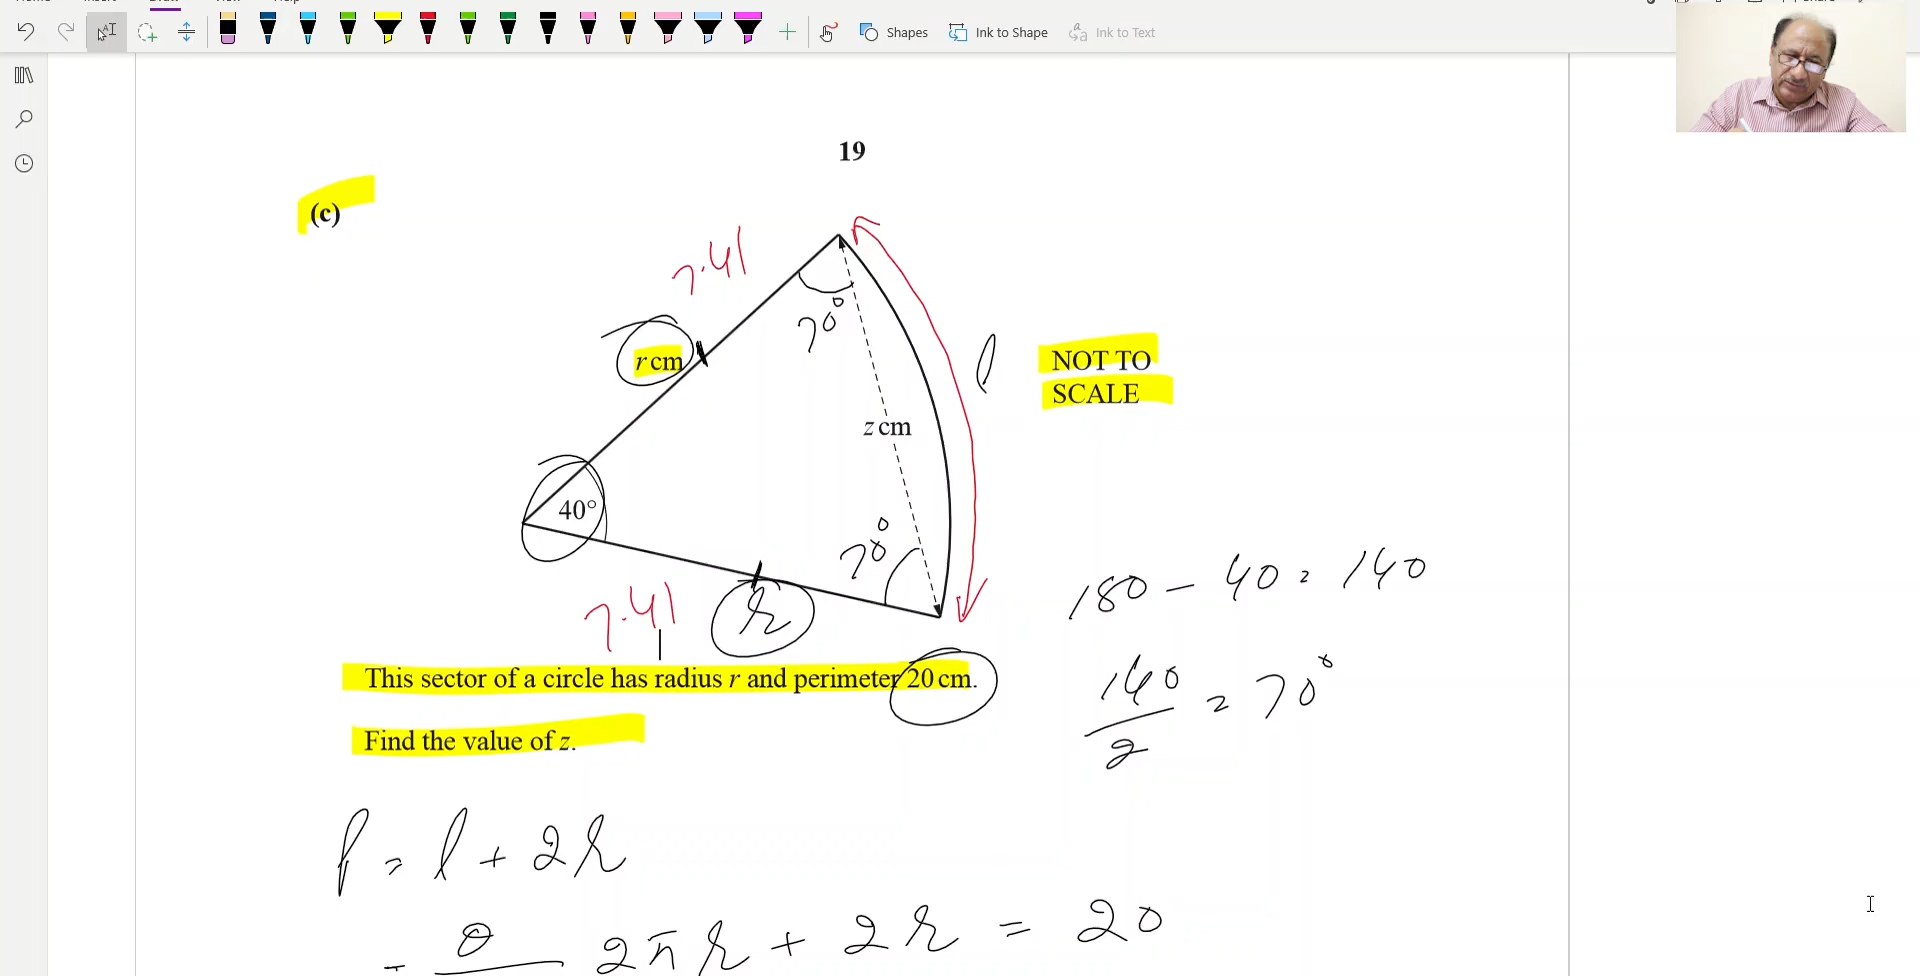 Shapes
Ink to Shape
Ink to Text
19
(c)
7.41
r cm
70°
l
NOT TO
SCALE
z cm
40°
70°
7.41
r
180 - 40 = 140
This sector of a circle has radius r and perimeter 20 cm.
140
2
= 70°
Find the value of z.
P = l + 2r
= θ 2πr + 2r = 20